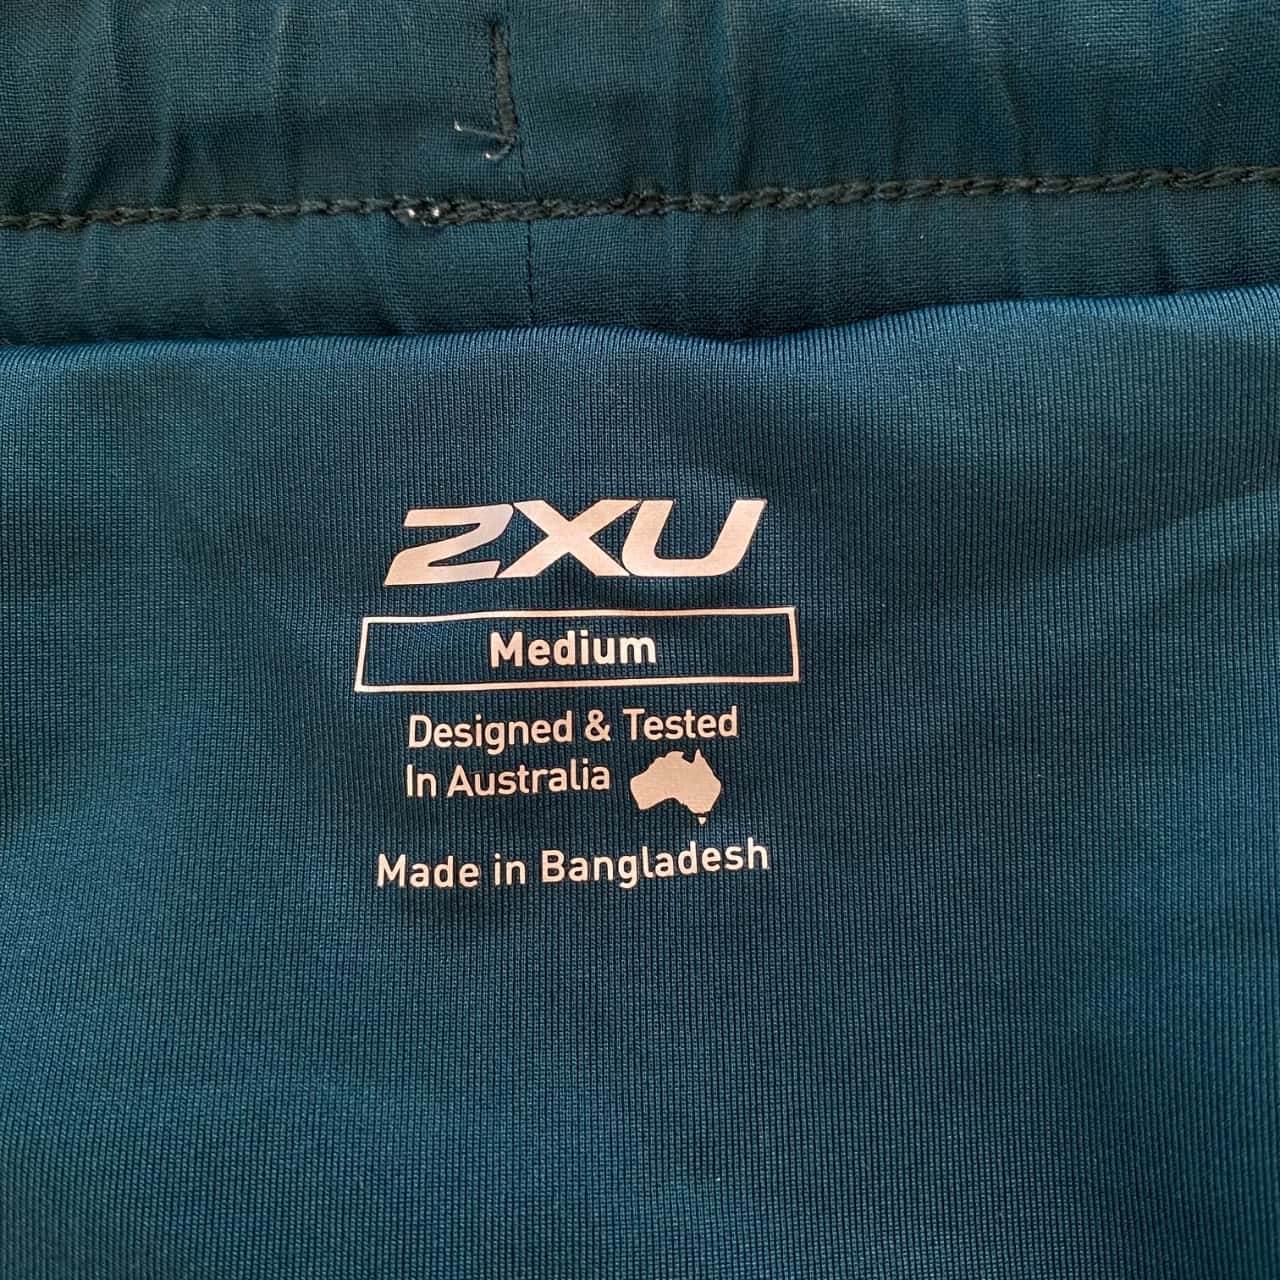 2XU
Medium
Designed & Tested
In Australia
Made in Bangladesh